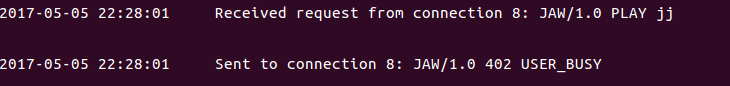 2017-05-05 22:28:01 Received request from connection 8: JAW/1.0 PLAY jj
2017-05-05 22:28:01 Sent to connection 8: JAW/1.0 402 USER_BUSY